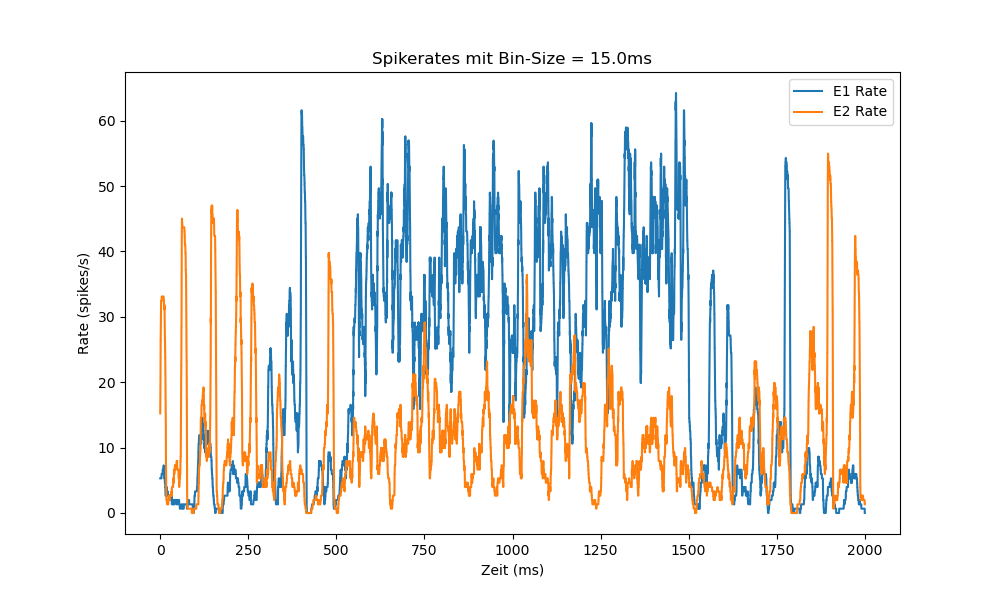 Spikerates mit Bin-Size = 15.0ms
E1 Rate
E2 Rate
60
50
40
30
20
10
0
Rate (spikes/s)
0 250 500 750 1000 1250 1500 1750 2000
Zeit (ms)